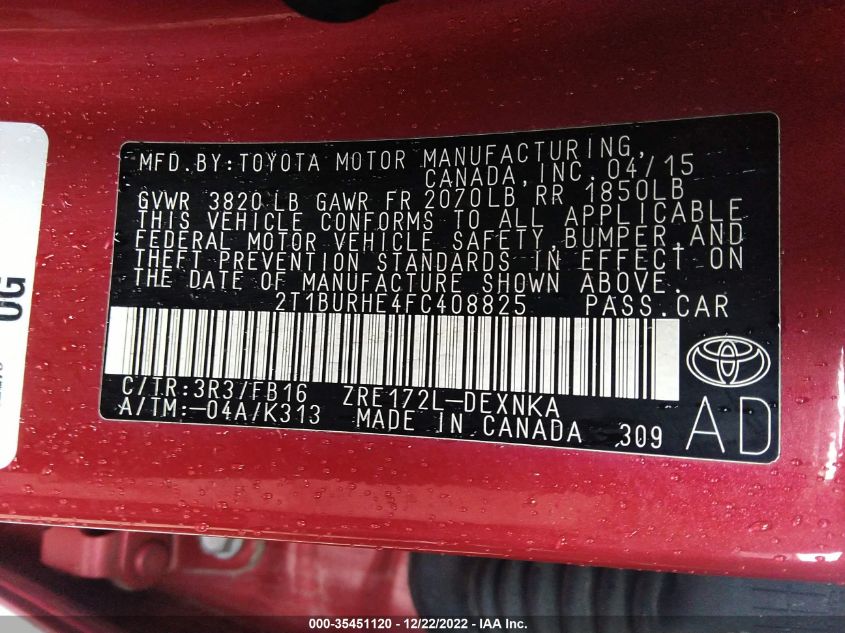 MFD.BY:TOYOTA MOTOR MANUFACTURING,
CANADA,INC. 04/15
GVWR 3820 LB GAWR FR 2070LB RR 1850LB
THIS VEHICLE CONFORMS TO ALL APPLICABLE
FEDERAL MOTOR VEHICLE SAFETY,BUMPER,AND
THEFT PREVENTION STANDARDS IN EFFECT ON
THE DATE OF MANUFACTURE SHOWN ABOVE.
2T1BURHE4FC408825 PASS.CAR
C/TR:3R3/FB16 ZRE172L-DEXNKA
A/TM:-04A/K313 MADE IN CANADA 309
AD
OG
000-35451120 - 12/22/2022 - IAA Inc.